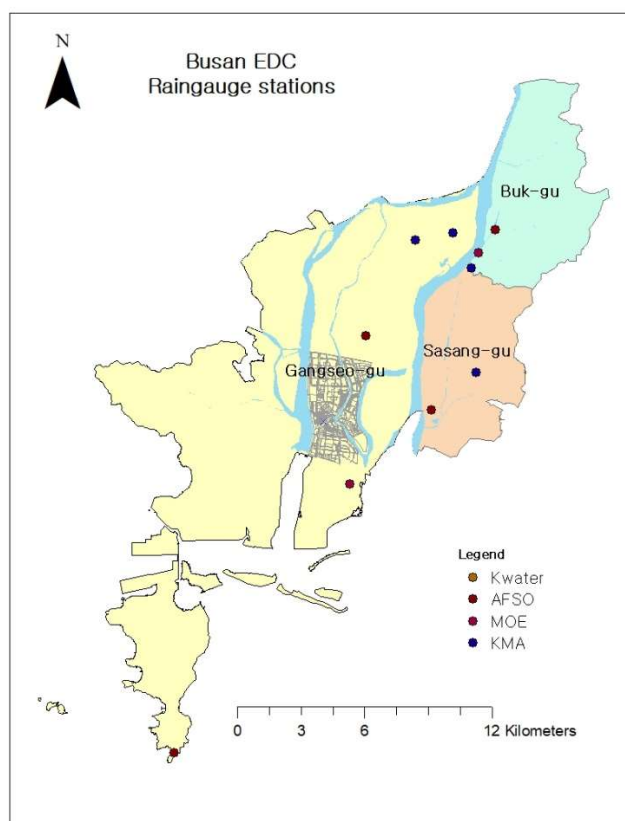 N
Busan EDC
Raingauge stations
Buk-gu
Sasang-gu
Gangseo-gu
Legend
Kwater
AFSO
MOE
KMA
0 3 6 12 Kilometers